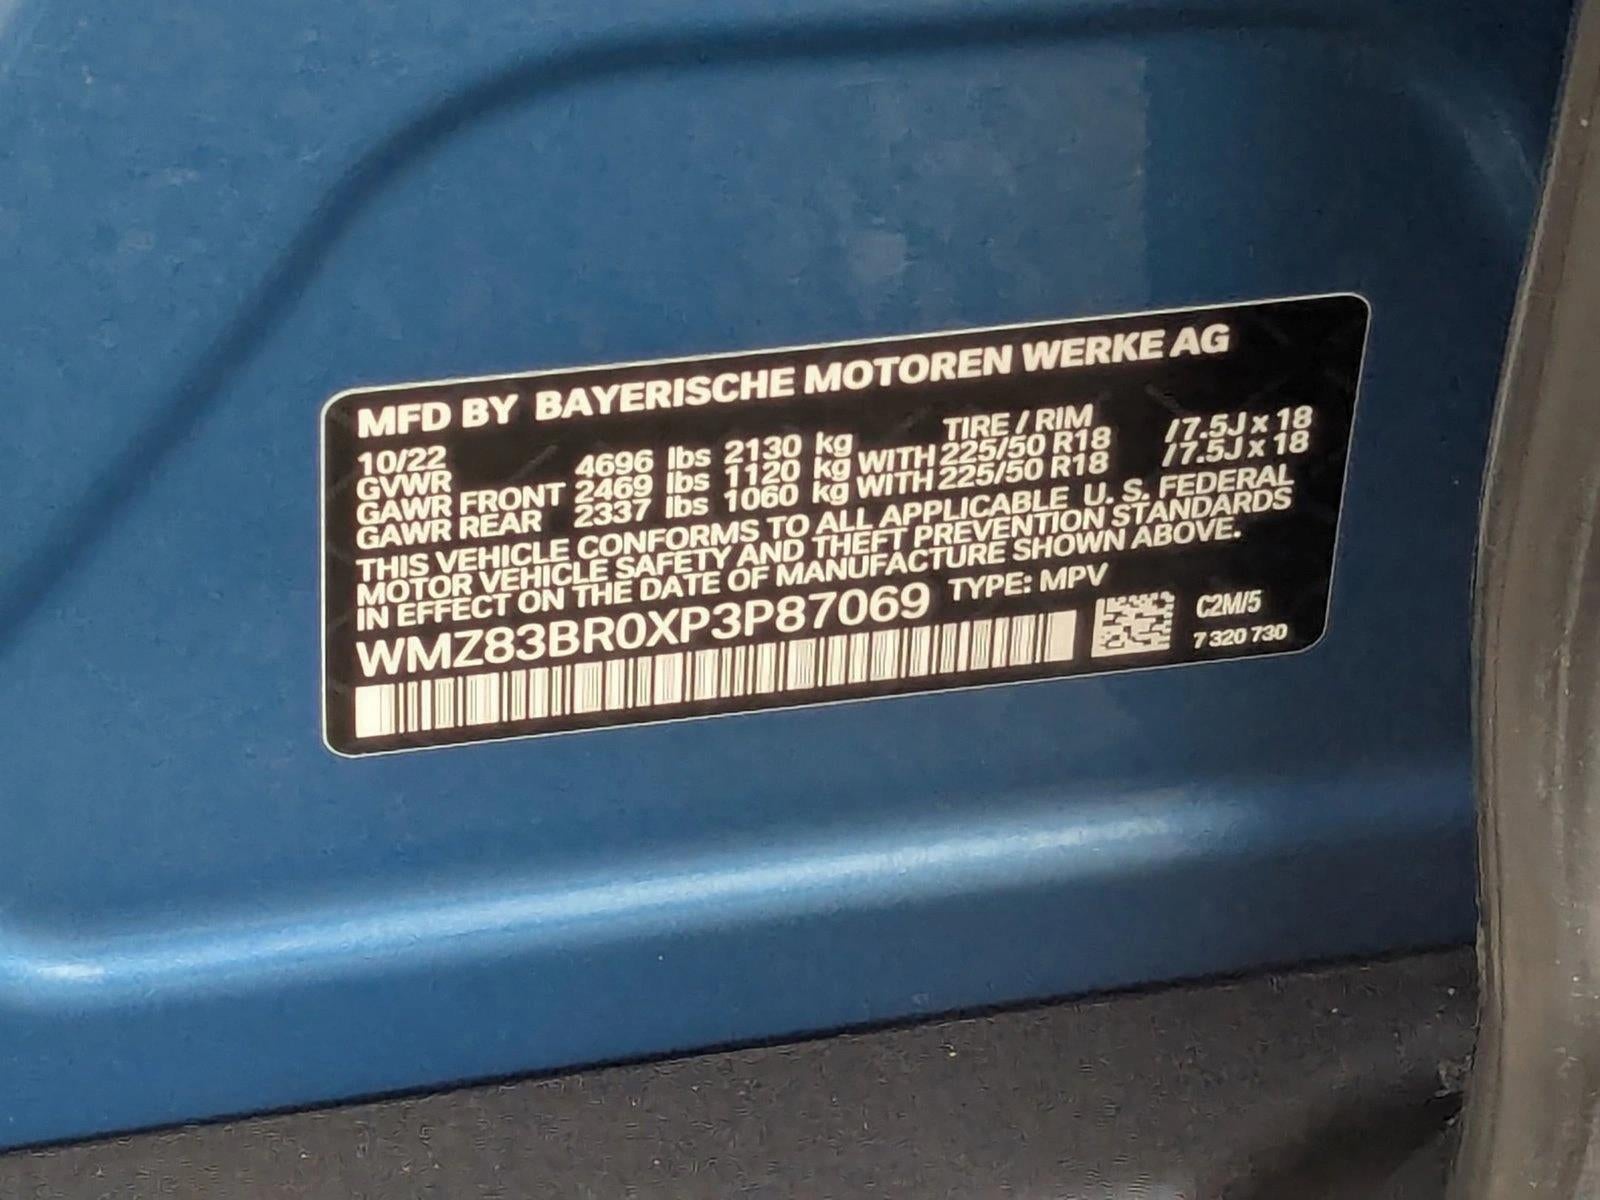 MFD BY BAYERISCHE MOTOREN WERKE AG
10/22 TIRE / RIM
GVWR 4696 lbs 2130 kg
GAWR FRONT 2469 lbs 1120 kg WITH 225/50 R18 /7.5J x 18
GAWR REAR 2337 lbs 1060 kg WITH 225/50 R18 /7.5J x 18
THIS VEHICLE CONFORMS TO ALL APPLICABLE U. S. FEDERAL
MOTOR VEHICLE SAFETY AND THEFT PREVENTION STANDARDS
IN EFFECT ON THE DATE OF MANUFACTURE SHOWN ABOVE.
WMZ83BR0XP3P87069 TYPE: MPV
C2M/5
7 320 730